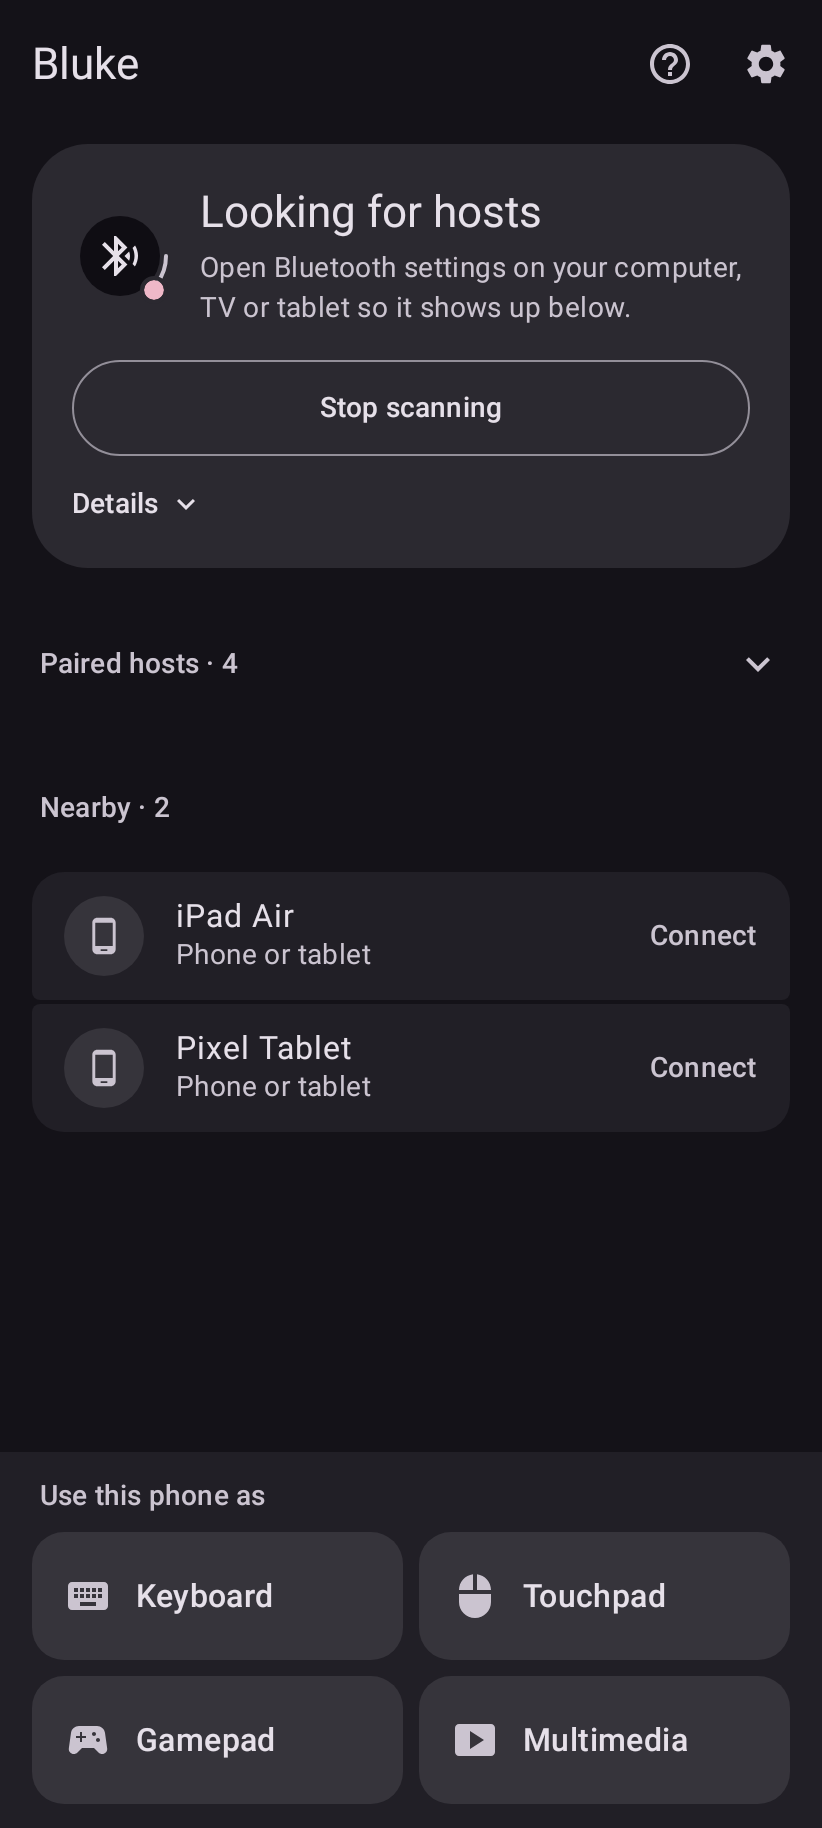 Bluke
Looking for hosts
Open Bluetooth settings on your computer,
TV or tablet so it shows up below.
Stop scanning
Details
Paired hosts · 4
Nearby · 2
iPad Air
Phone or tablet
Connect
Pixel Tablet
Phone or tablet
Connect
Use this phone as
Keyboard
Touchpad
Gamepad
Multimedia